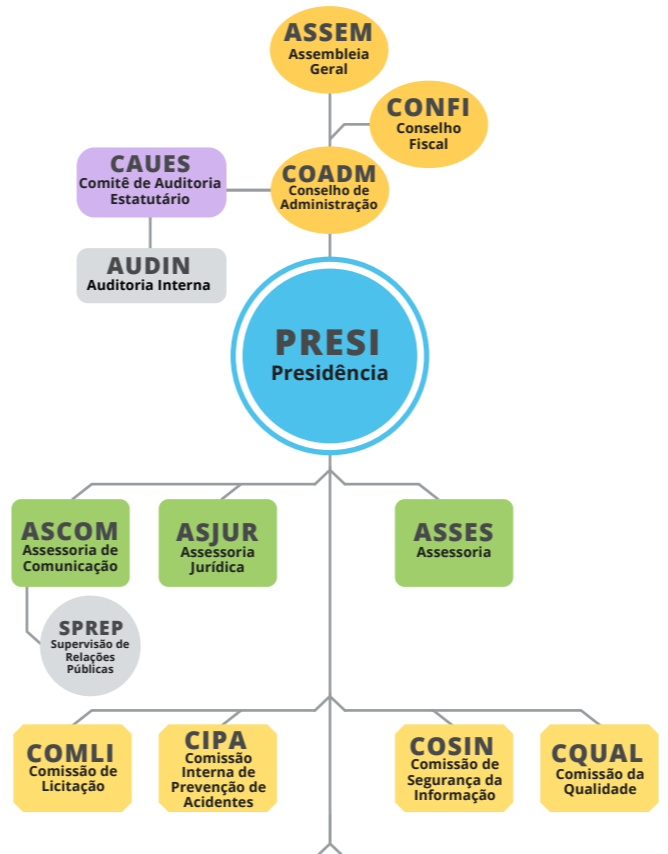 ASSEM
Assembleia
Geral
CONFI
Conselho
Fiscal
CAUES
Comitê de Auditoria
Estatutário
COADM
Conselho de
Administração
AUDIN
Auditoria Interna
PRESI
Presidência
ASCOM
Assessoria de
Comunicação
ASJUR
Assessoria
Jurídica
ASSES
Assessoria
SPREP
Supervisão de
Relações
Públicas
COMLI
Comissão de
Licitação
CIPA
Comissão
Interna de
Prevenção de
Acidentes
COSIN
Comissão de
Segurança da
Informação
CQUAL
Comissão da
Qualidade